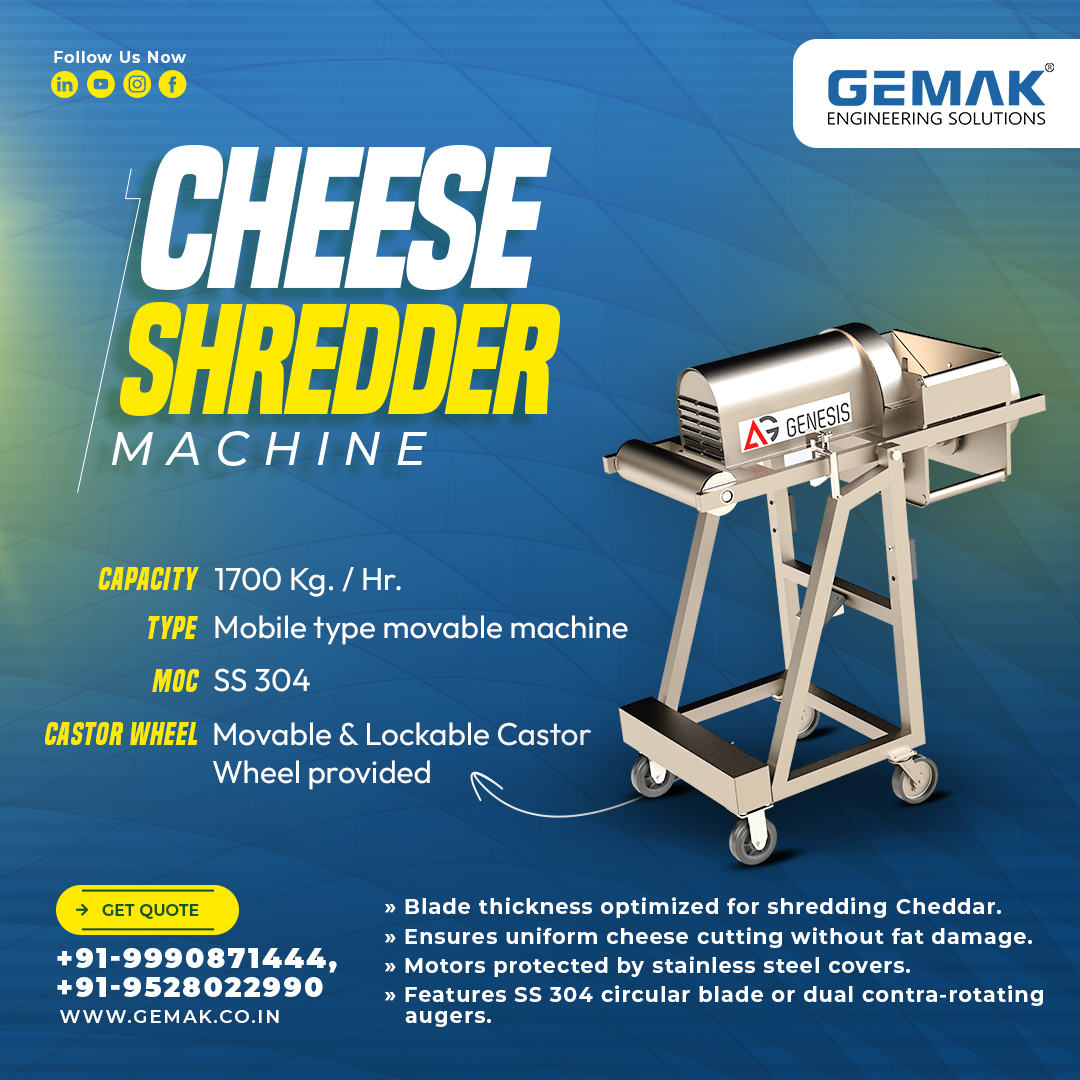 Follow Us Now
GEMAK®
ENGINEERING SOLUTIONS
CHEESE
SHREDDER
MACHINE
AG GENESIS
CAPACITY 1700 Kg. / Hr.
TYPE Mobile type movable machine
MOC SS 304
CASTOR WHEEL Movable & Lockable Castor
Wheel provided
GET QUOTE
+91-9990871444,
+91-9528022990
WWW.GEMAK.CO.IN
» Blade thickness optimized for shredding Cheddar.
» Ensures uniform cheese cutting without fat damage.
» Motors protected by stainless steel covers.
» Features SS 304 circular blade or dual contra-rotating
augers.